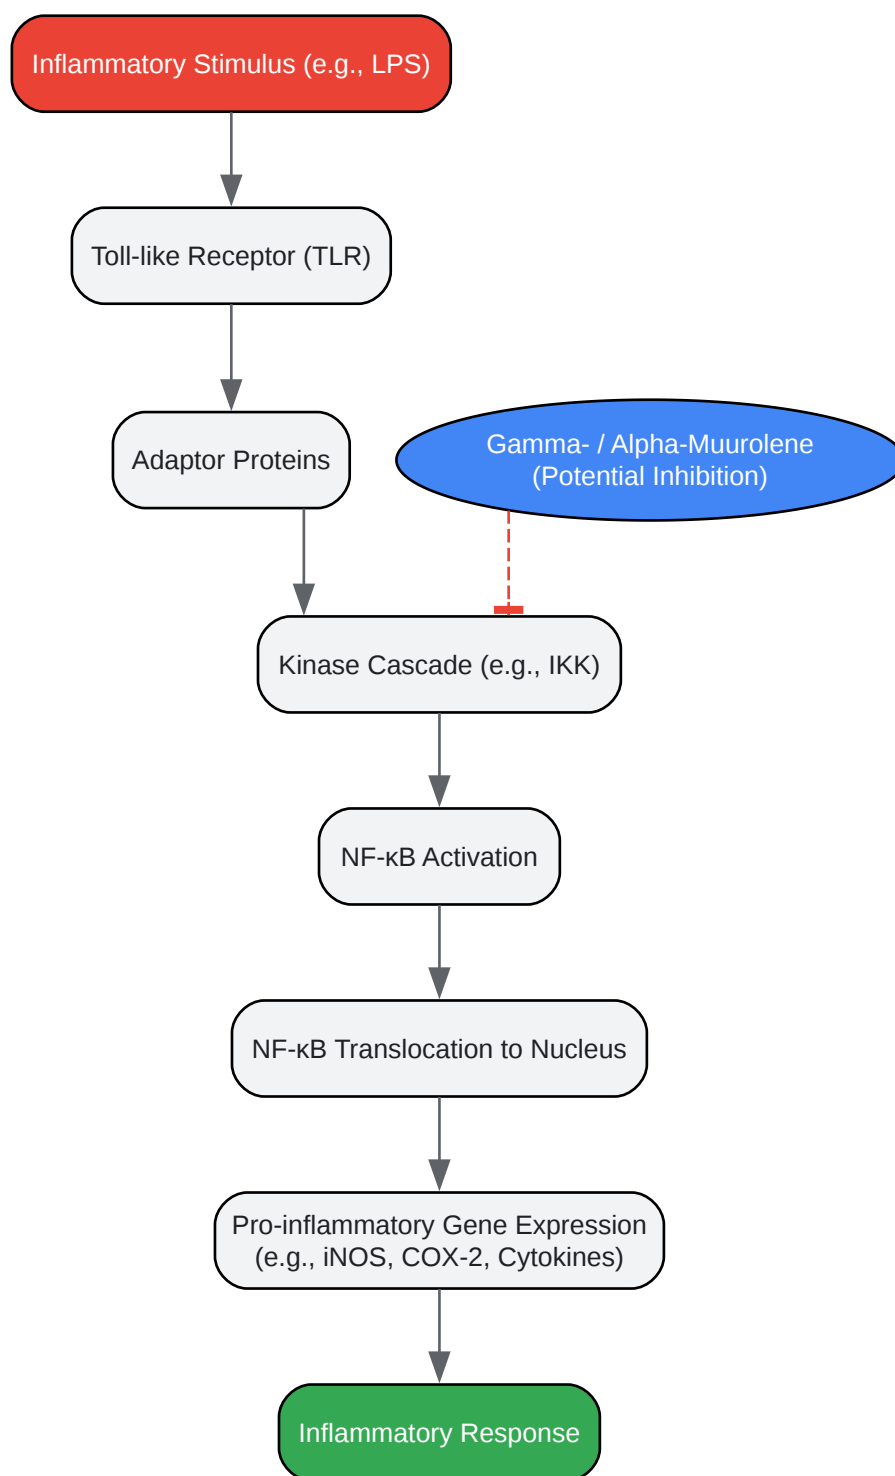 Inflammatory Stimulus (e.g., LPS)
Toll-like Receptor (TLR)
Adaptor Proteins
Gamma- / Alpha-Muurolene
(Potential Inhibition)
Kinase Cascade (e.g., IKK)
NF-κB Activation
NF-κB Translocation to Nucleus
Pro-inflammatory Gene Expression
(e.g., iNOS, COX-2, Cytokines)
Inflammatory Response